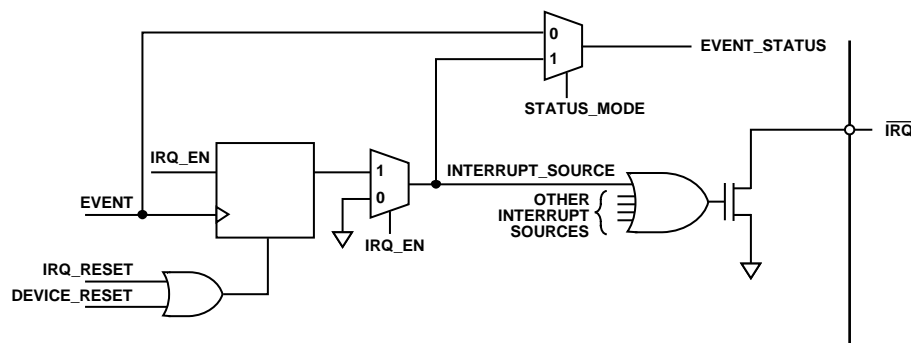 0
EVENT_STATUS
1
STATUS_MODE
IRQ
IRQ_EN
1
INTERRUPT_SOURCE
0
OTHER
INTERRUPT
SOURCES
EVENT
IRQ_EN
IRQ_RESET
DEVICE_RESET